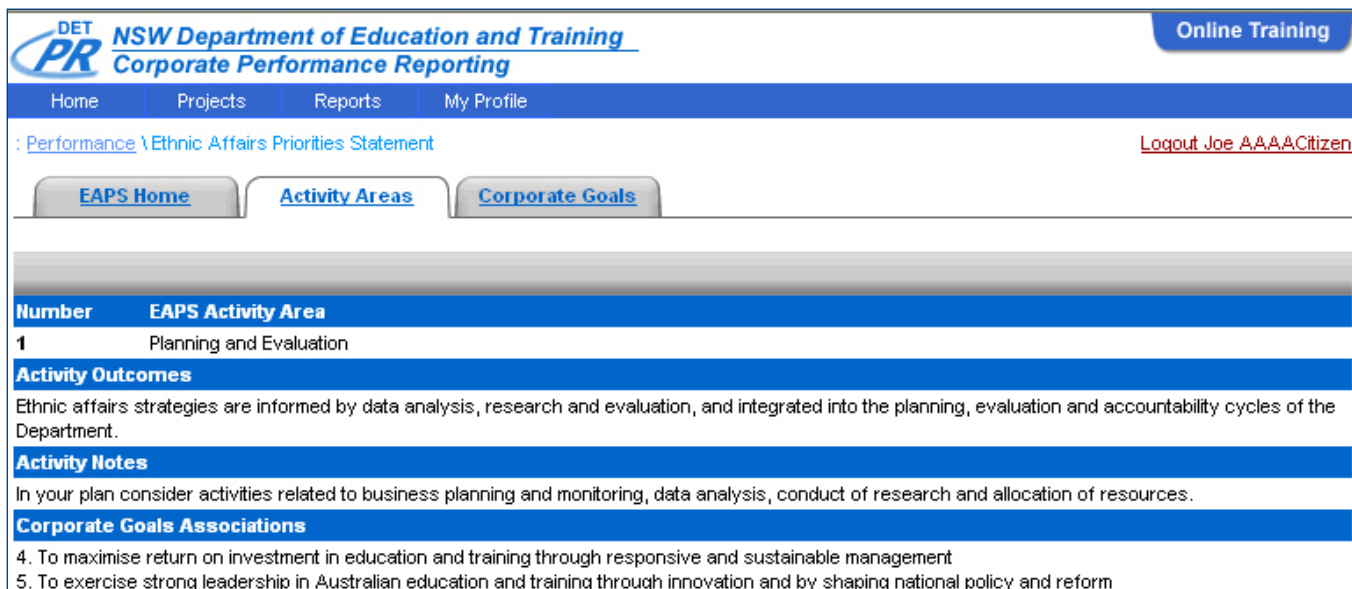 DET
PR
NSW Department of Education and Training
Corporate Performance Reporting
Online Training
Home Projects Reports My Profile
: Performance \ Ethnic Affairs Priorities Statement
Logout Joe AAAACitizen
EAPS Home Activity Areas Corporate Goals
Number EAPS Activity Area
1 Planning and Evaluation
Activity Outcomes
Ethnic affairs strategies are informed by data analysis, research and evaluation, and integrated into the planning, evaluation and accountability cycles of the
Department.
Activity Notes
In your plan consider activities related to business planning and monitoring, data analysis, conduct of research and allocation of resources.
Corporate Goals Associations
4. To maximise return on investment in education and training through responsive and sustainable management
5. To exercise strong leadership in Australian education and training through innovation and by shaping national policy and reform